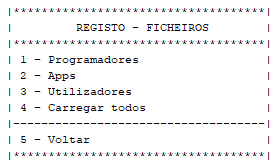 |*************************************|
REGISTO - FICHEIROS
|*************************************|
| 1 - Programadores |
| 2 - Apps |
| 3 - Utilizadores |
| 4 - Carregar todos |
|-------------------------------------|
| 5 - Voltar |
|*************************************|